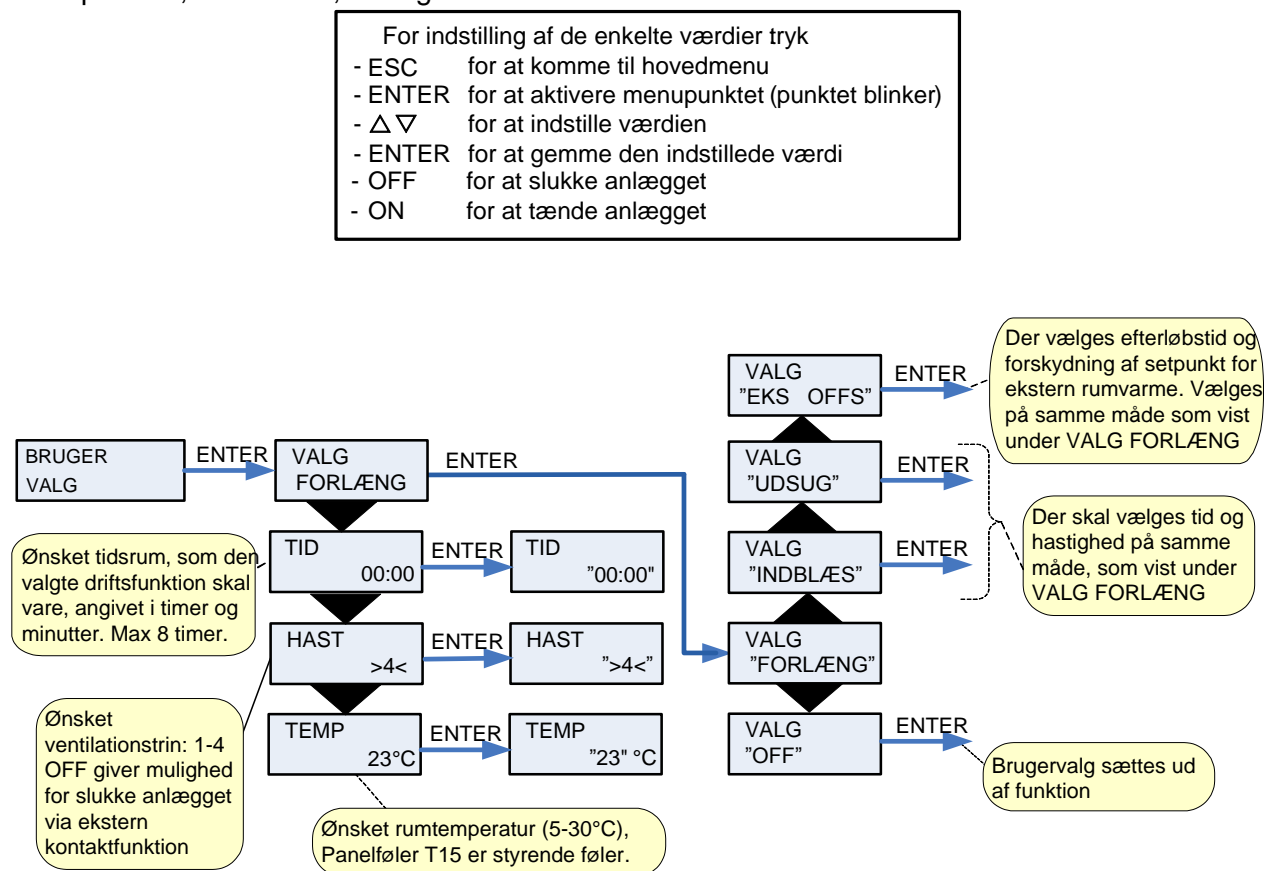 For indstilling af de enkelte værdier tryk
- ESC for at komme til hovedmenu
- ENTER for at aktivere menupunktet (punktet blinker)
- △▽ for at indstille værdien
- ENTER for at gemme den indstillede værdi
- OFF for at slukke anlægget
- ON for at tænde anlægget
BRUGER
VALG
ENTER
VALG
FORLÆNG
ENTER
Ønsket tidsrum, som den
valgte driftsfunktion skal
vare, angivet i timer og
minutter. Max 8 timer.
TID
00:00
ENTER
TID
"00:00"
HAST
>4<
ENTER
HAST
">4<"
Ønsket
ventilationstrin: 1-4
OFF giver mulighed
for slukke anlægget
via ekstern
kontaktfunktion
TEMP
23°C
ENTER
TEMP
"23" °C
Ønsket rumtemperatur (5-30°C),
Panelføler T15 er styrende føler.
VALG
"EKS OFFS"
ENTER
Der vælges efterløbstid og
forskydning af setpunkt for
ekstern rumvarme. Vælges
på samme måde som vist
under VALG FORLÆNG
VALG
"UDSUG"
ENTER
VALG
"INDBLÆS"
ENTER
Der skal vælges tid og
hastighed på samme
måde, som vist under
VALG FORLÆNG
VALG
"FORLÆNG"
VALG
"OFF"
ENTER
Brugervalg sættes ud
af funktion